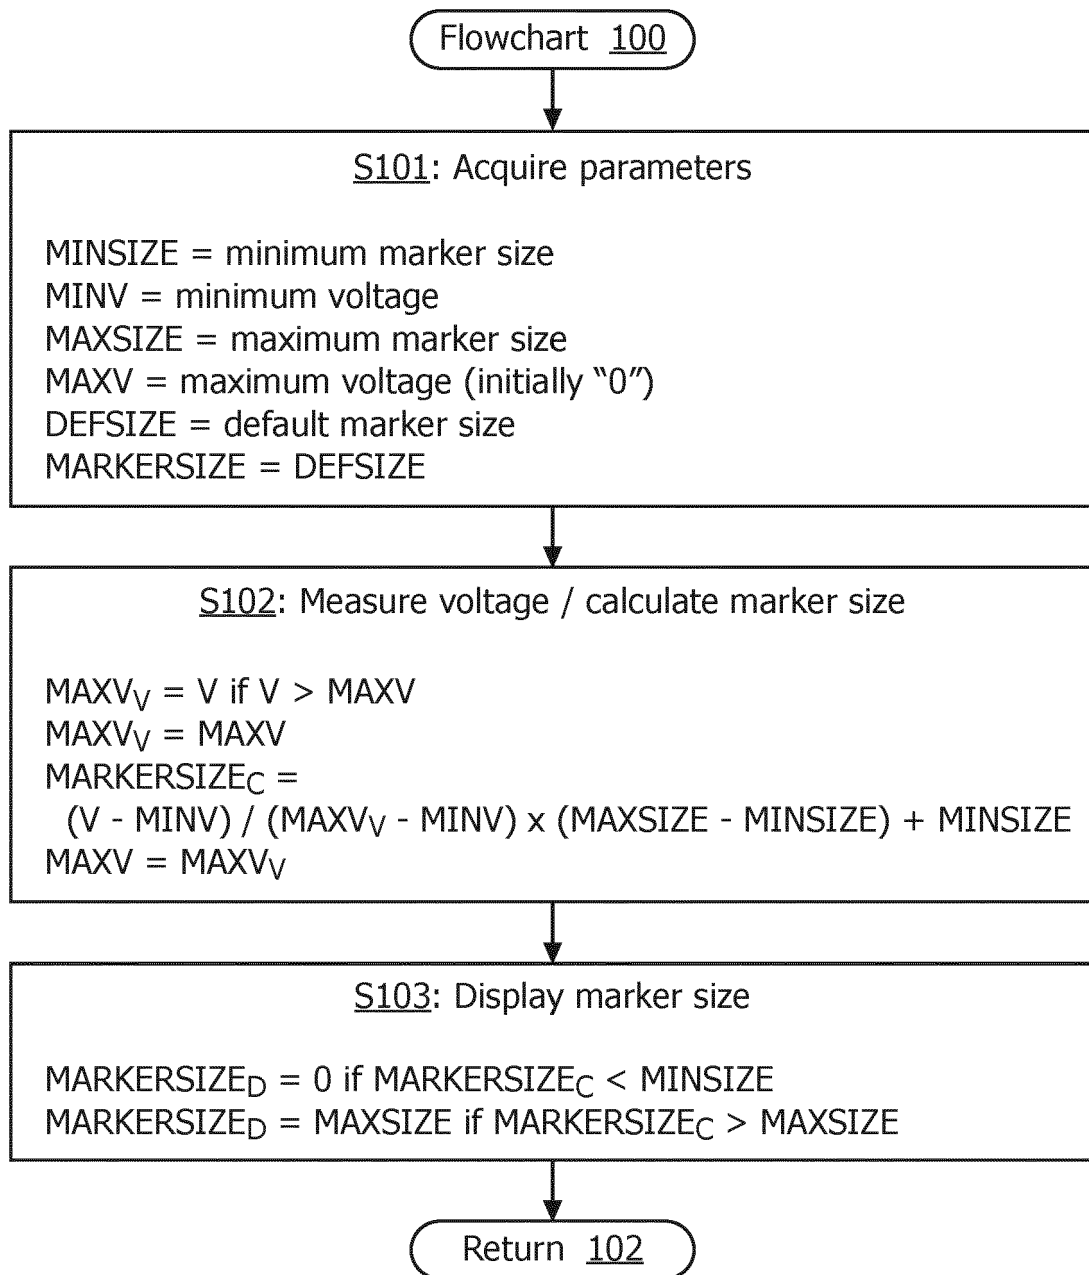 Flowchart 100
S101: Acquire parameters
MINSIZE = minimum marker size
MINV = minimum voltage
MAXSIZE = maximum marker size
MAXV = maximum voltage (initially “0”)
DEFSIZE = default marker size
MARKERSIZE = DEFSIZE
S102: Measure voltage / calculate marker size
MAXVV = V if V > MAXV
MAXVV = MAXV
MARKERSIZEC =
(V - MINV) / (MAXVV - MINV) x (MAXSIZE - MINSIZE) + MINSIZE
MAXV = MAXVV
S103: Display marker size
MARKERSIZED = 0 if MARKERSIZEC < MINSIZE
MARKERSIZED = MAXSIZE if MARKERSIZEC > MAXSIZE
Return 102